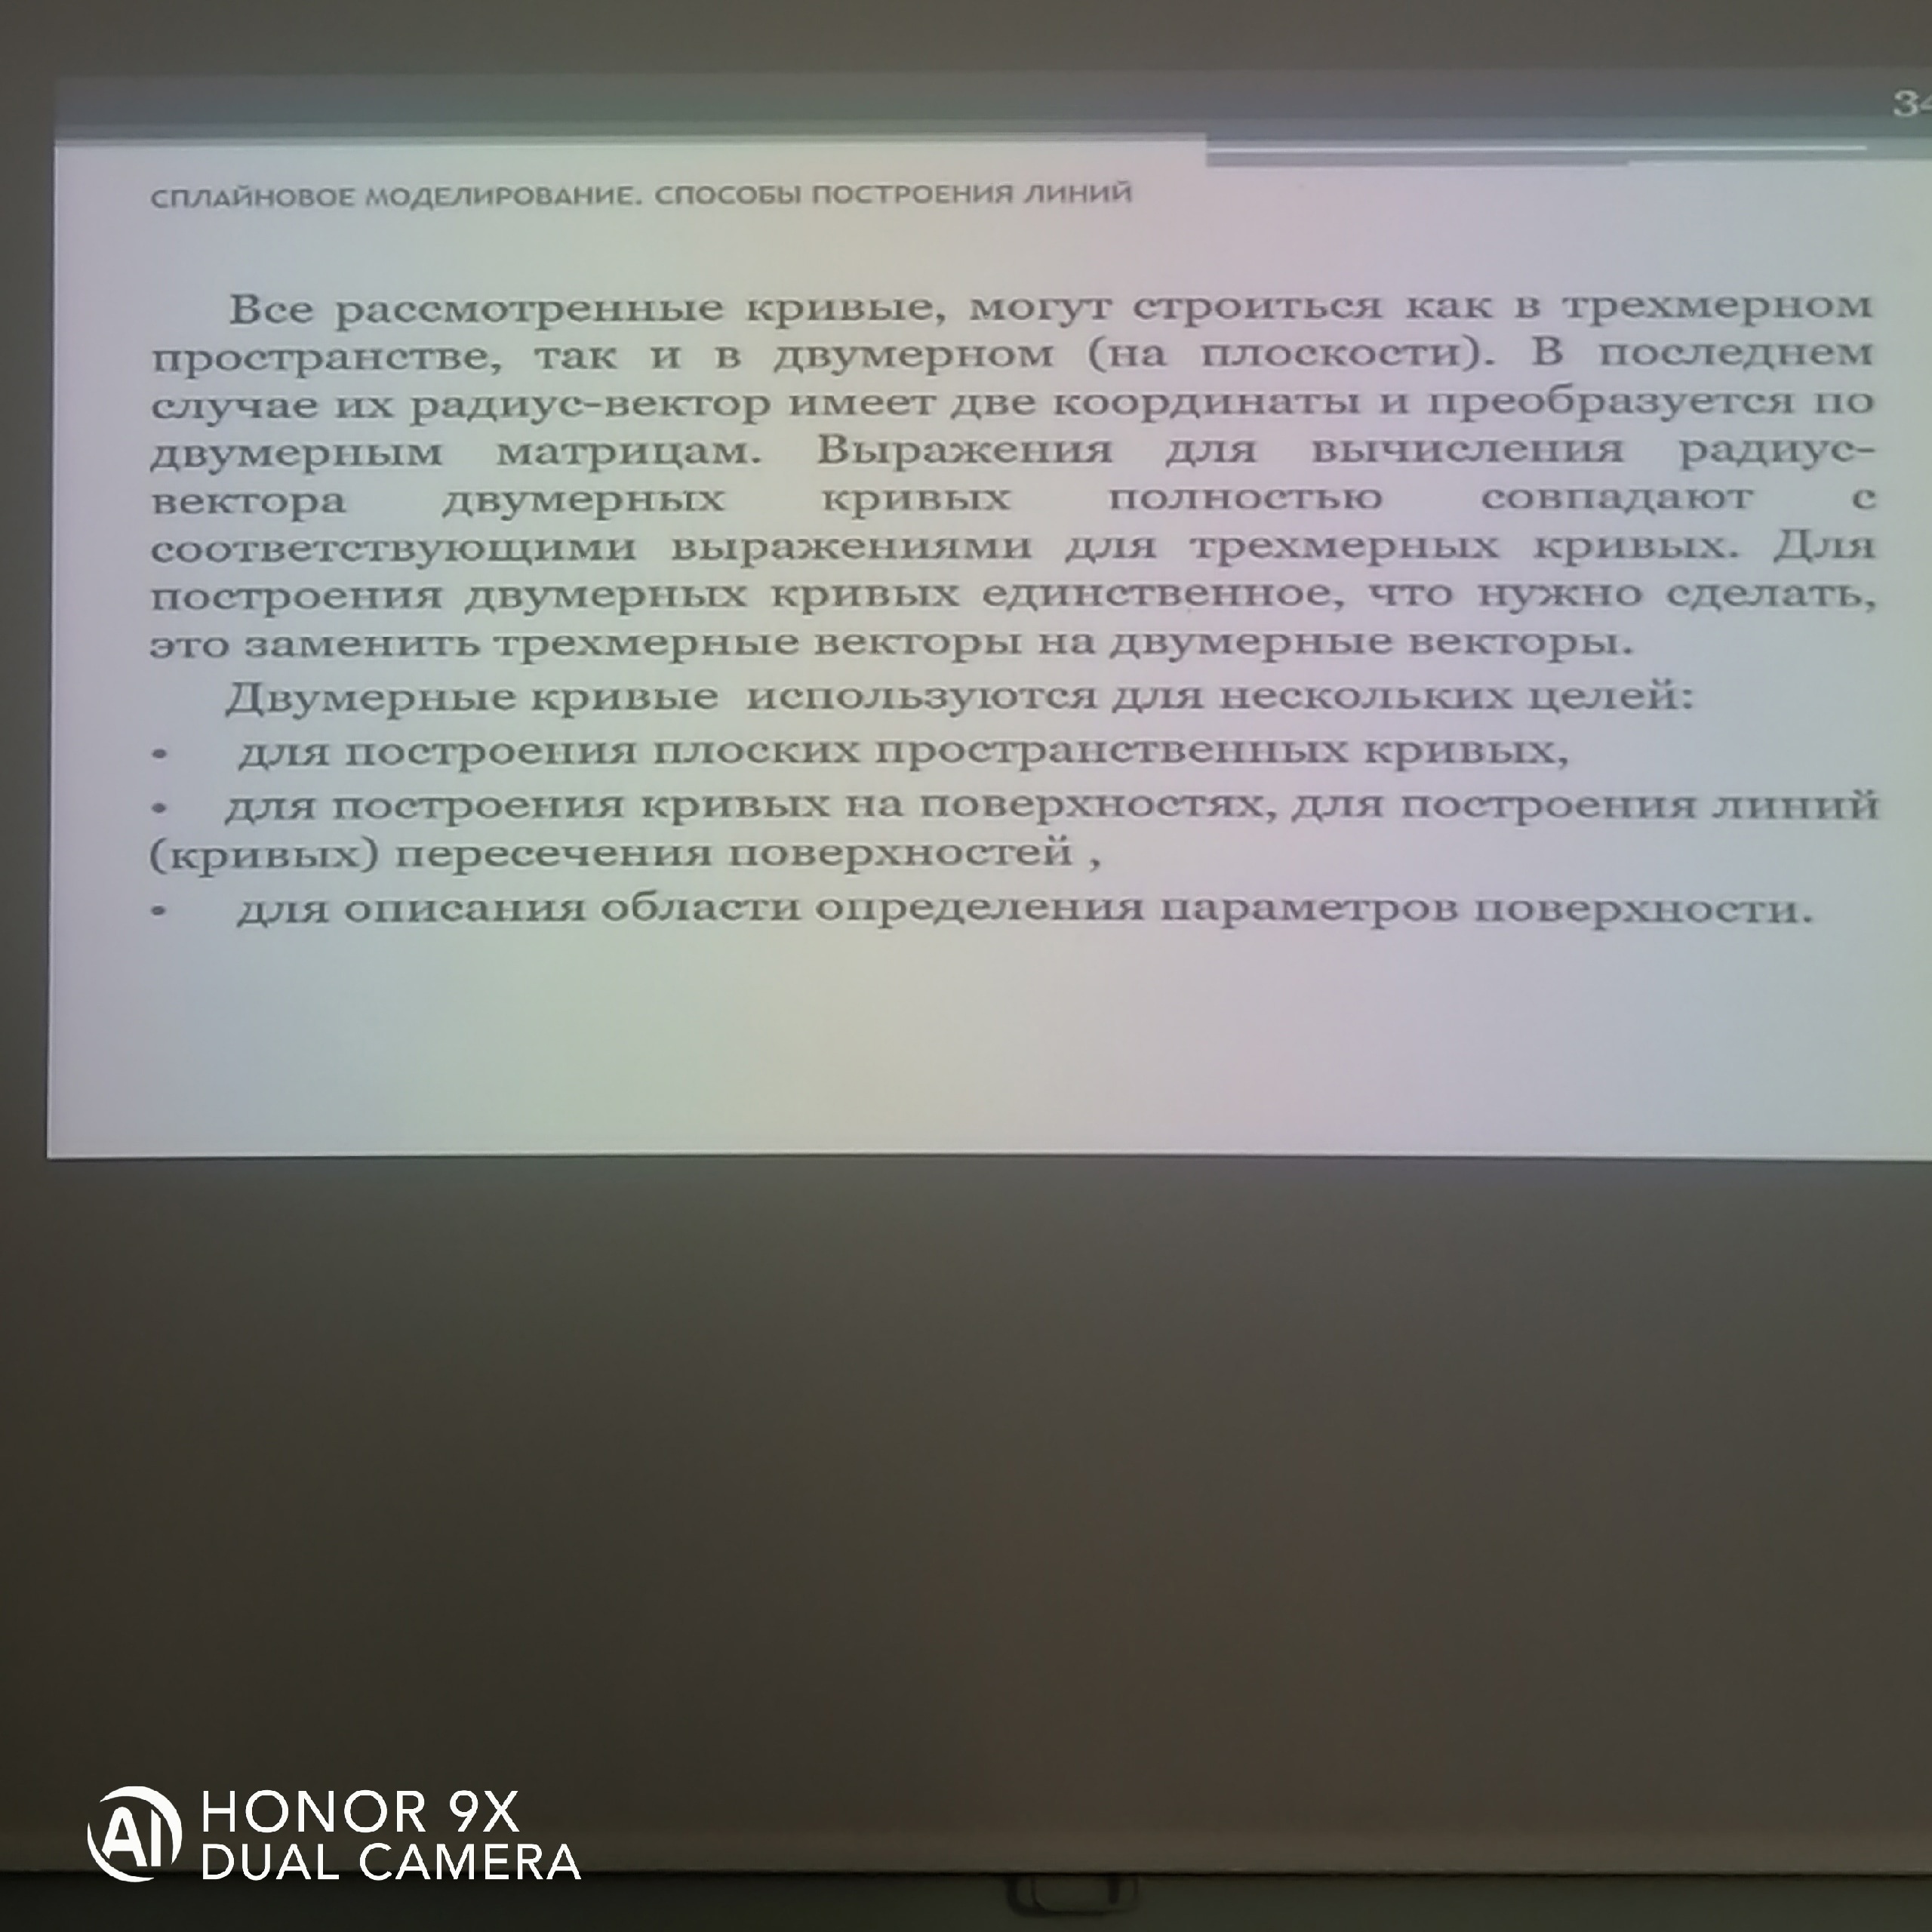 34
СПЛАЙНОВОЕ МОДЕЛИРОВАНИЕ. СПОСОБЫ ПОСТРОЕНИЯ ЛИНИЙ
Все рассмотренные кривые, могут строиться как в трехмерном
пространстве, так и в двумерном (на плоскости). В последнем
случае их радиус-вектор имеет две координаты и преобразуется по
двумерным матрицам. Выражения для вычисления радиус-
вектора двумерных кривых полностью совпадают с
соответствующими выражениями для трехмерных кривых. Для
построения двумерных кривых единственное, что нужно сделать,
это заменить трехмерные векторы на двумерные векторы.
Двумерные кривые используются для нескольких целей:
• для построения плоских пространственных кривых,
• для построения кривых на поверхностях, для построения линий
(кривых) пересечения поверхностей ,
• для описания области определения параметров поверхности.
AI HONOR 9X
DUAL CAMERA